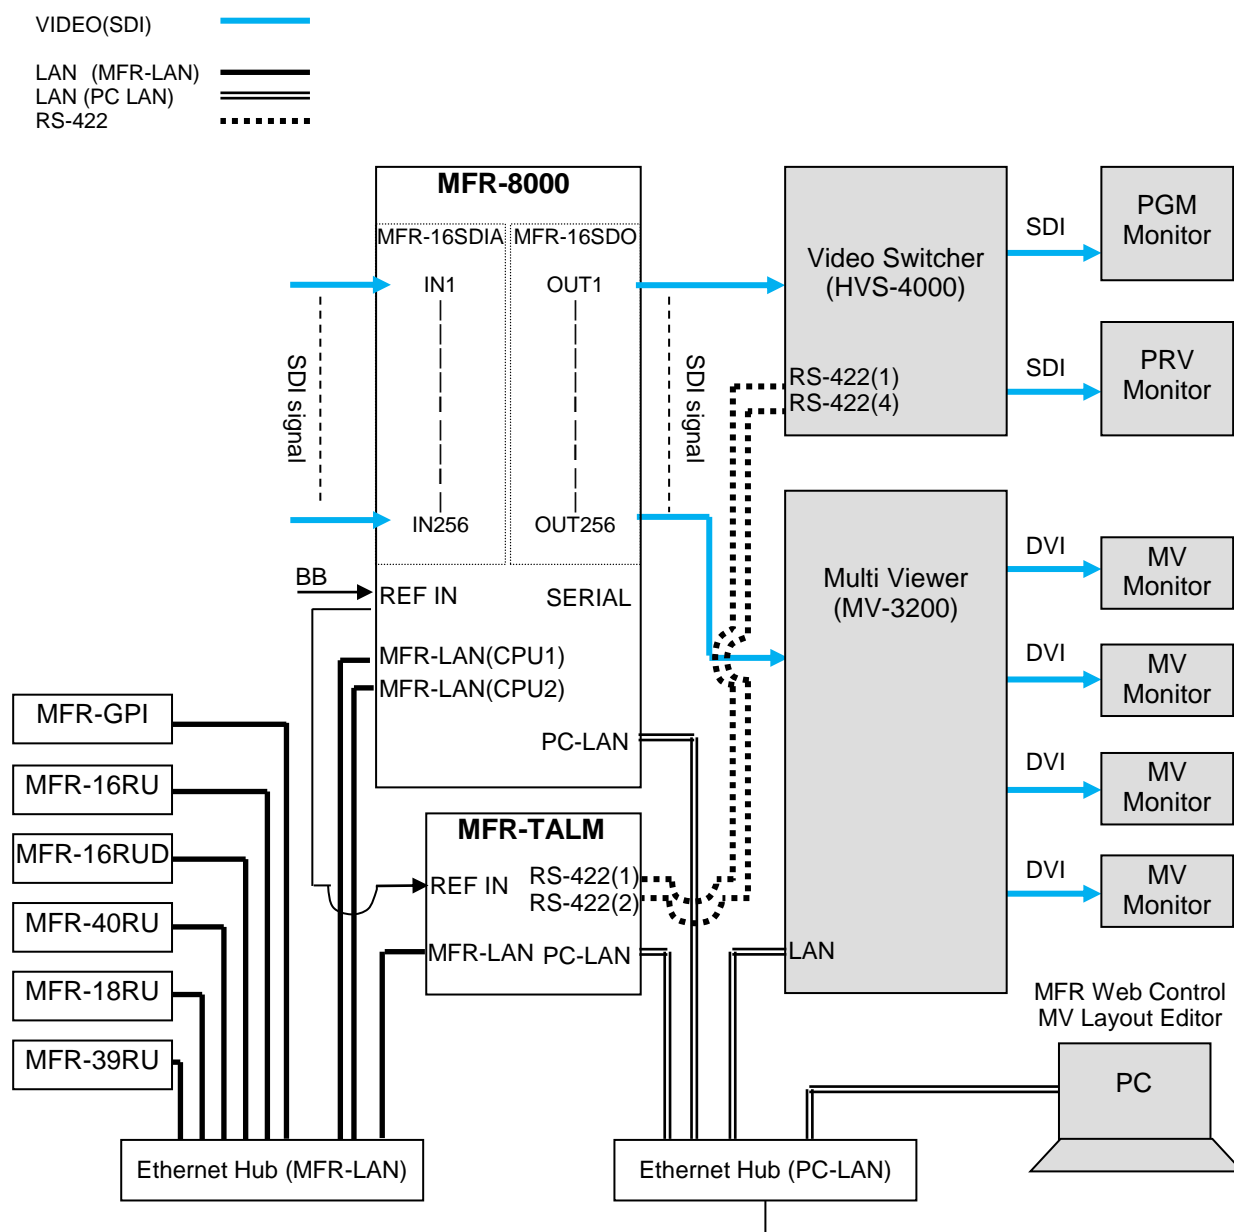 VIDEO(SDI)
LAN (MFR-LAN)
LAN (PC LAN)
RS-422
MFR-8000
MFR-16SDIA
MFR-16SDO
IN1
OUT1
SDI signal
SDI signal
IN256
OUT256
BB
REF IN
SERIAL
MFR-LAN(CPU1)
MFR-LAN(CPU2)
PC-LAN
Video Switcher
(HVS-4000)
RS-422(1)
RS-422(4)
SDI
PGM
Monitor
SDI
PRV
Monitor
Multi Viewer
(MV-3200)
LAN
DVI
MV
Monitor
DVI
MV
Monitor
DVI
MV
Monitor
DVI
MV
Monitor
MFR-GPI
MFR-16RU
MFR-16RUD
MFR-40RU
MFR-18RU
MFR-39RU
MFR-TALM
REF IN
RS-422(1)
RS-422(2)
MFR-LAN
PC-LAN
MFR Web Control
MV Layout Editor
PC
Ethernet Hub (MFR-LAN)
Ethernet Hub (PC-LAN)